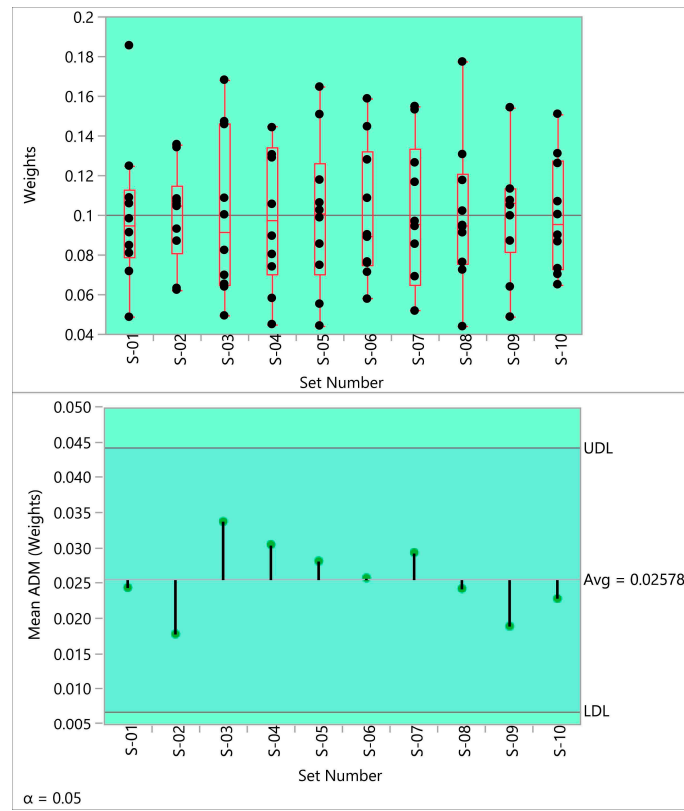 0.2
0.18
0.16
0.14
0.12
0.1
0.08
0.06
0.04
Weights
S-01
S-02
S-03
S-04
S-05
S-06
S-07
S-08
S-09
S-10
Set Number
0.050
0.045
0.040
0.035
0.030
0.025
0.020
0.015
0.010
0.005
Mean ADM (Weights)
UDL
Avg = 0.02578
LDL
S-01
S-02
S-03
S-04
S-05
S-06
S-07
S-08
S-09
S-10
Set Number
α = 0.05